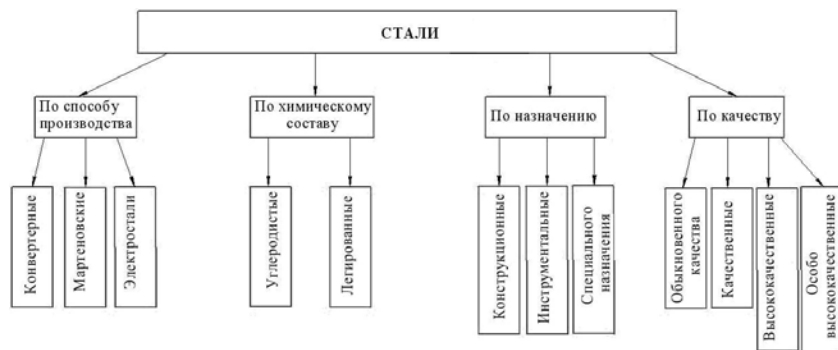 СТАЛИ
По способу
производства
По химическому
составу
По назначению
По качеству
Конвертерные
Мартеновские
Электростали
Углеродистые
Легированные
Конструкционные
Инструментальные
Специального
назначения
Обыкновенного
качества
Качественные
Высококачественные
Особо
высококачественные